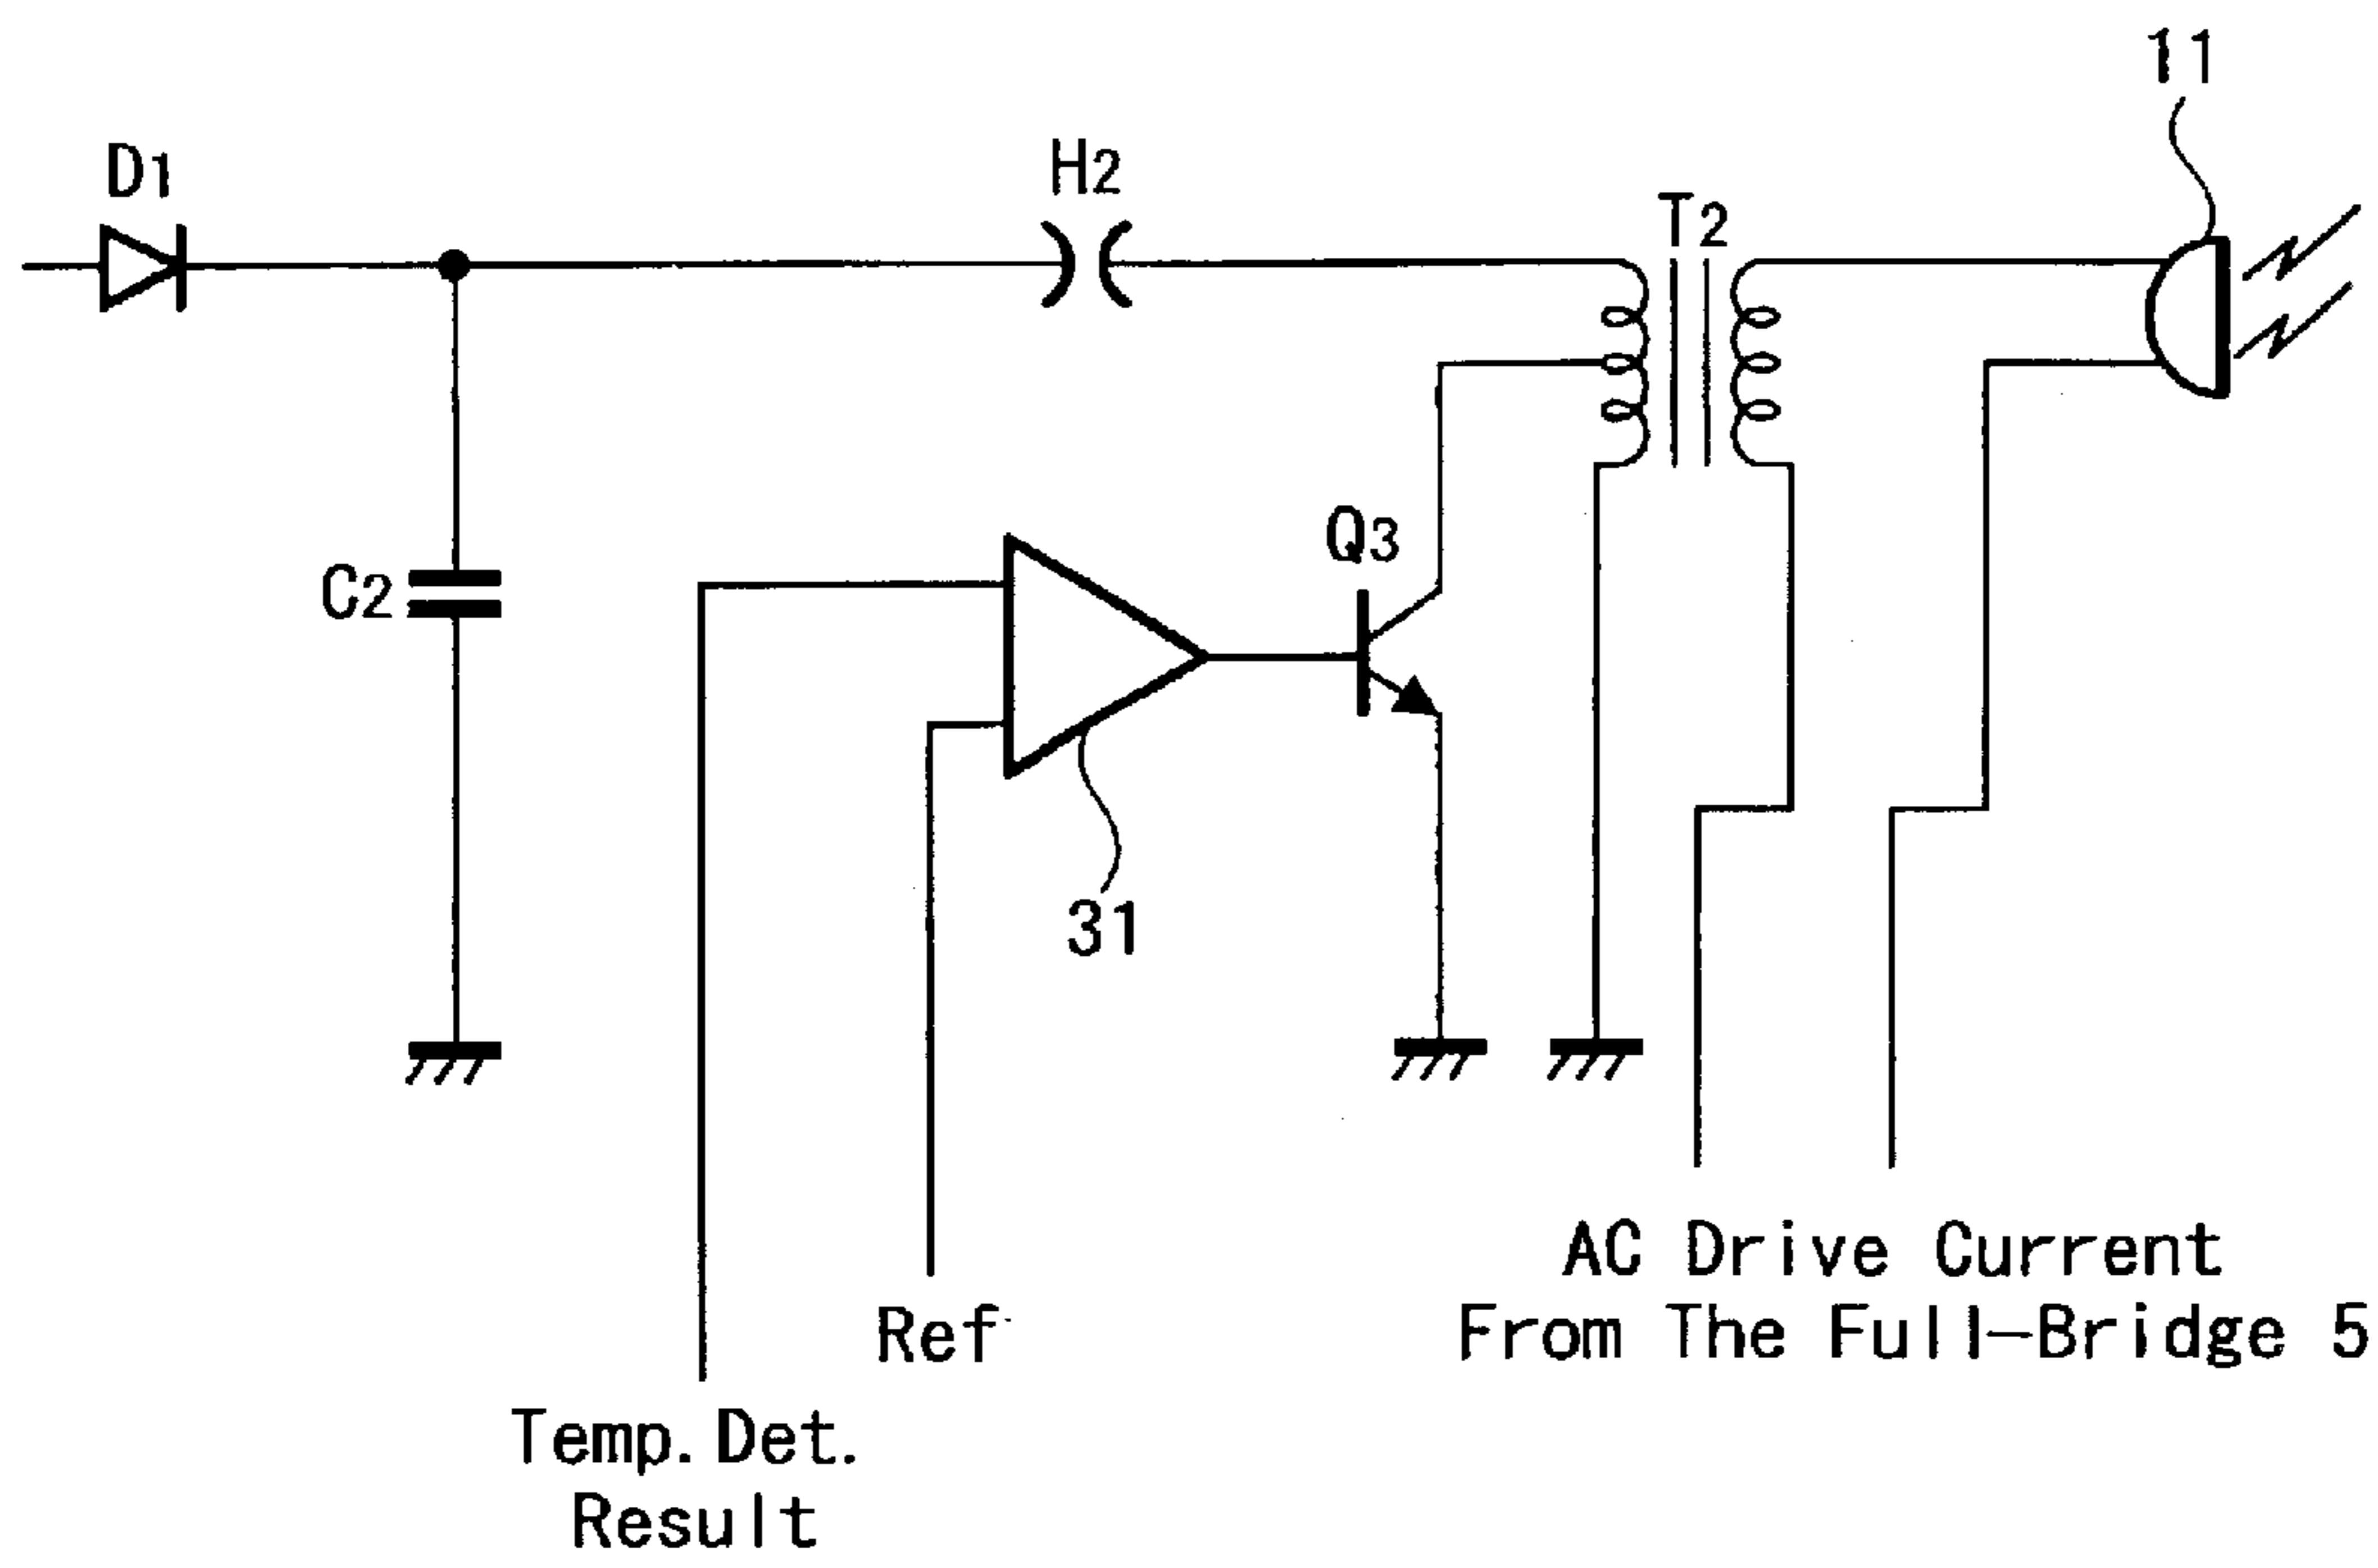 11
D1
H2
T2
Q3
C2
31
AC Drive Current
From The Full-Bridge 5
Ref
Temp. Det.
Result